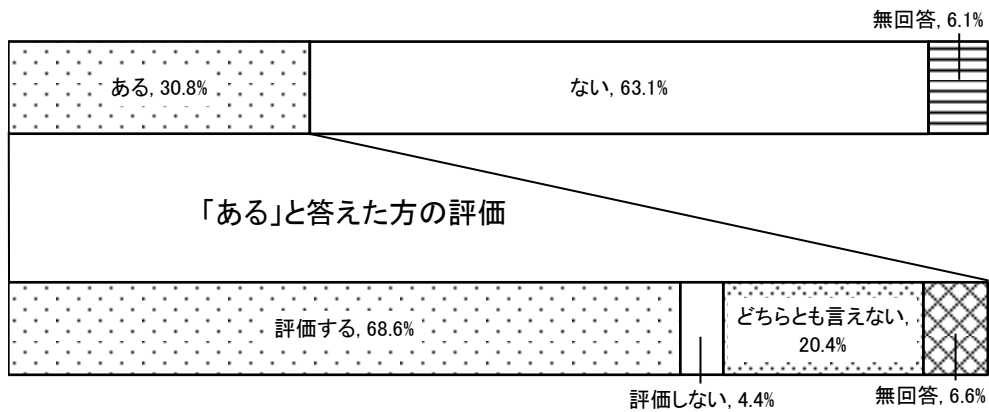 無回答, 6.1%
ある, 30.8%
ない, 63.1%
「ある」と答えた方の評価
評価する, 68.6%
どちらとも言えない,
20.4%
評価しない, 4.4%
無回答, 6.6%